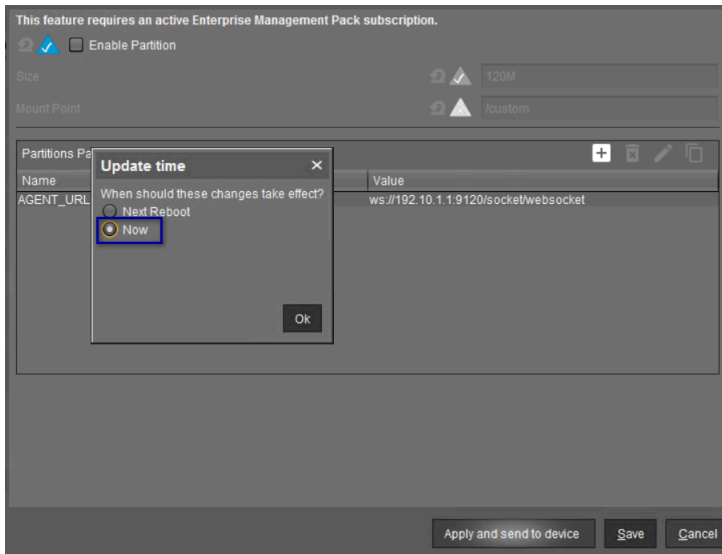 This feature requires an active Enterprise Management Pack subscription.
Enable Partition
Size
120M
Mount Point
/custom
Partitions Pa
Update time
Name
Value
When should these changes take effect?
AGENT_URL
ws://192.10.1.1:9120/socket/websocket
Next Reboot
Now
Ok
Apply and send to device
Save
Cancel